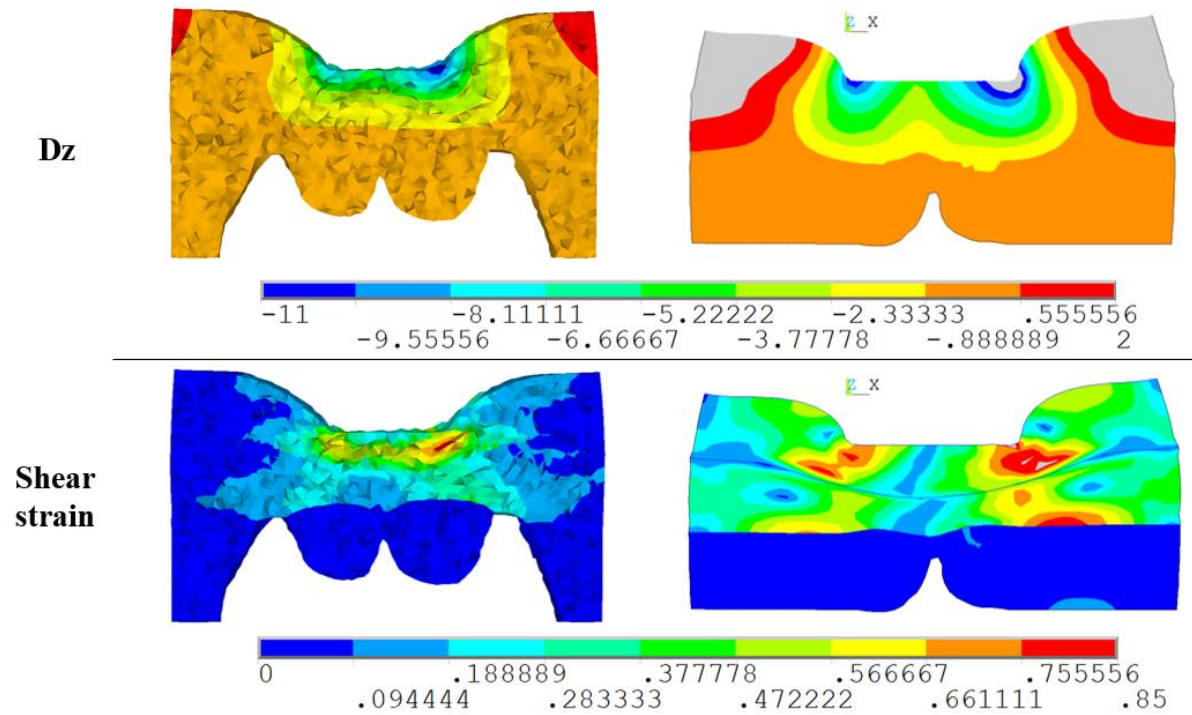 z x
Dz
-11 -8.11111 -5.22222 -2.33333 .555556
-9.55556 -6.66667 -3.77778 -.888889 2
z x
Shear
strain
0 .188889 .377778 .566667 .755556
.094444 .283333 .472222 .661111 .85